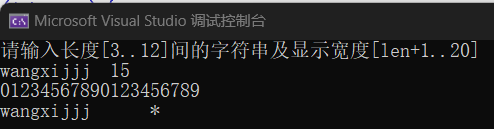 Microsoft Visual Studio 调试控制台
请输入长度[3..12]间的字符串及显示宽度[len+1..20]
wangxijjj  15
01234567890123456789
wangxijjj      *